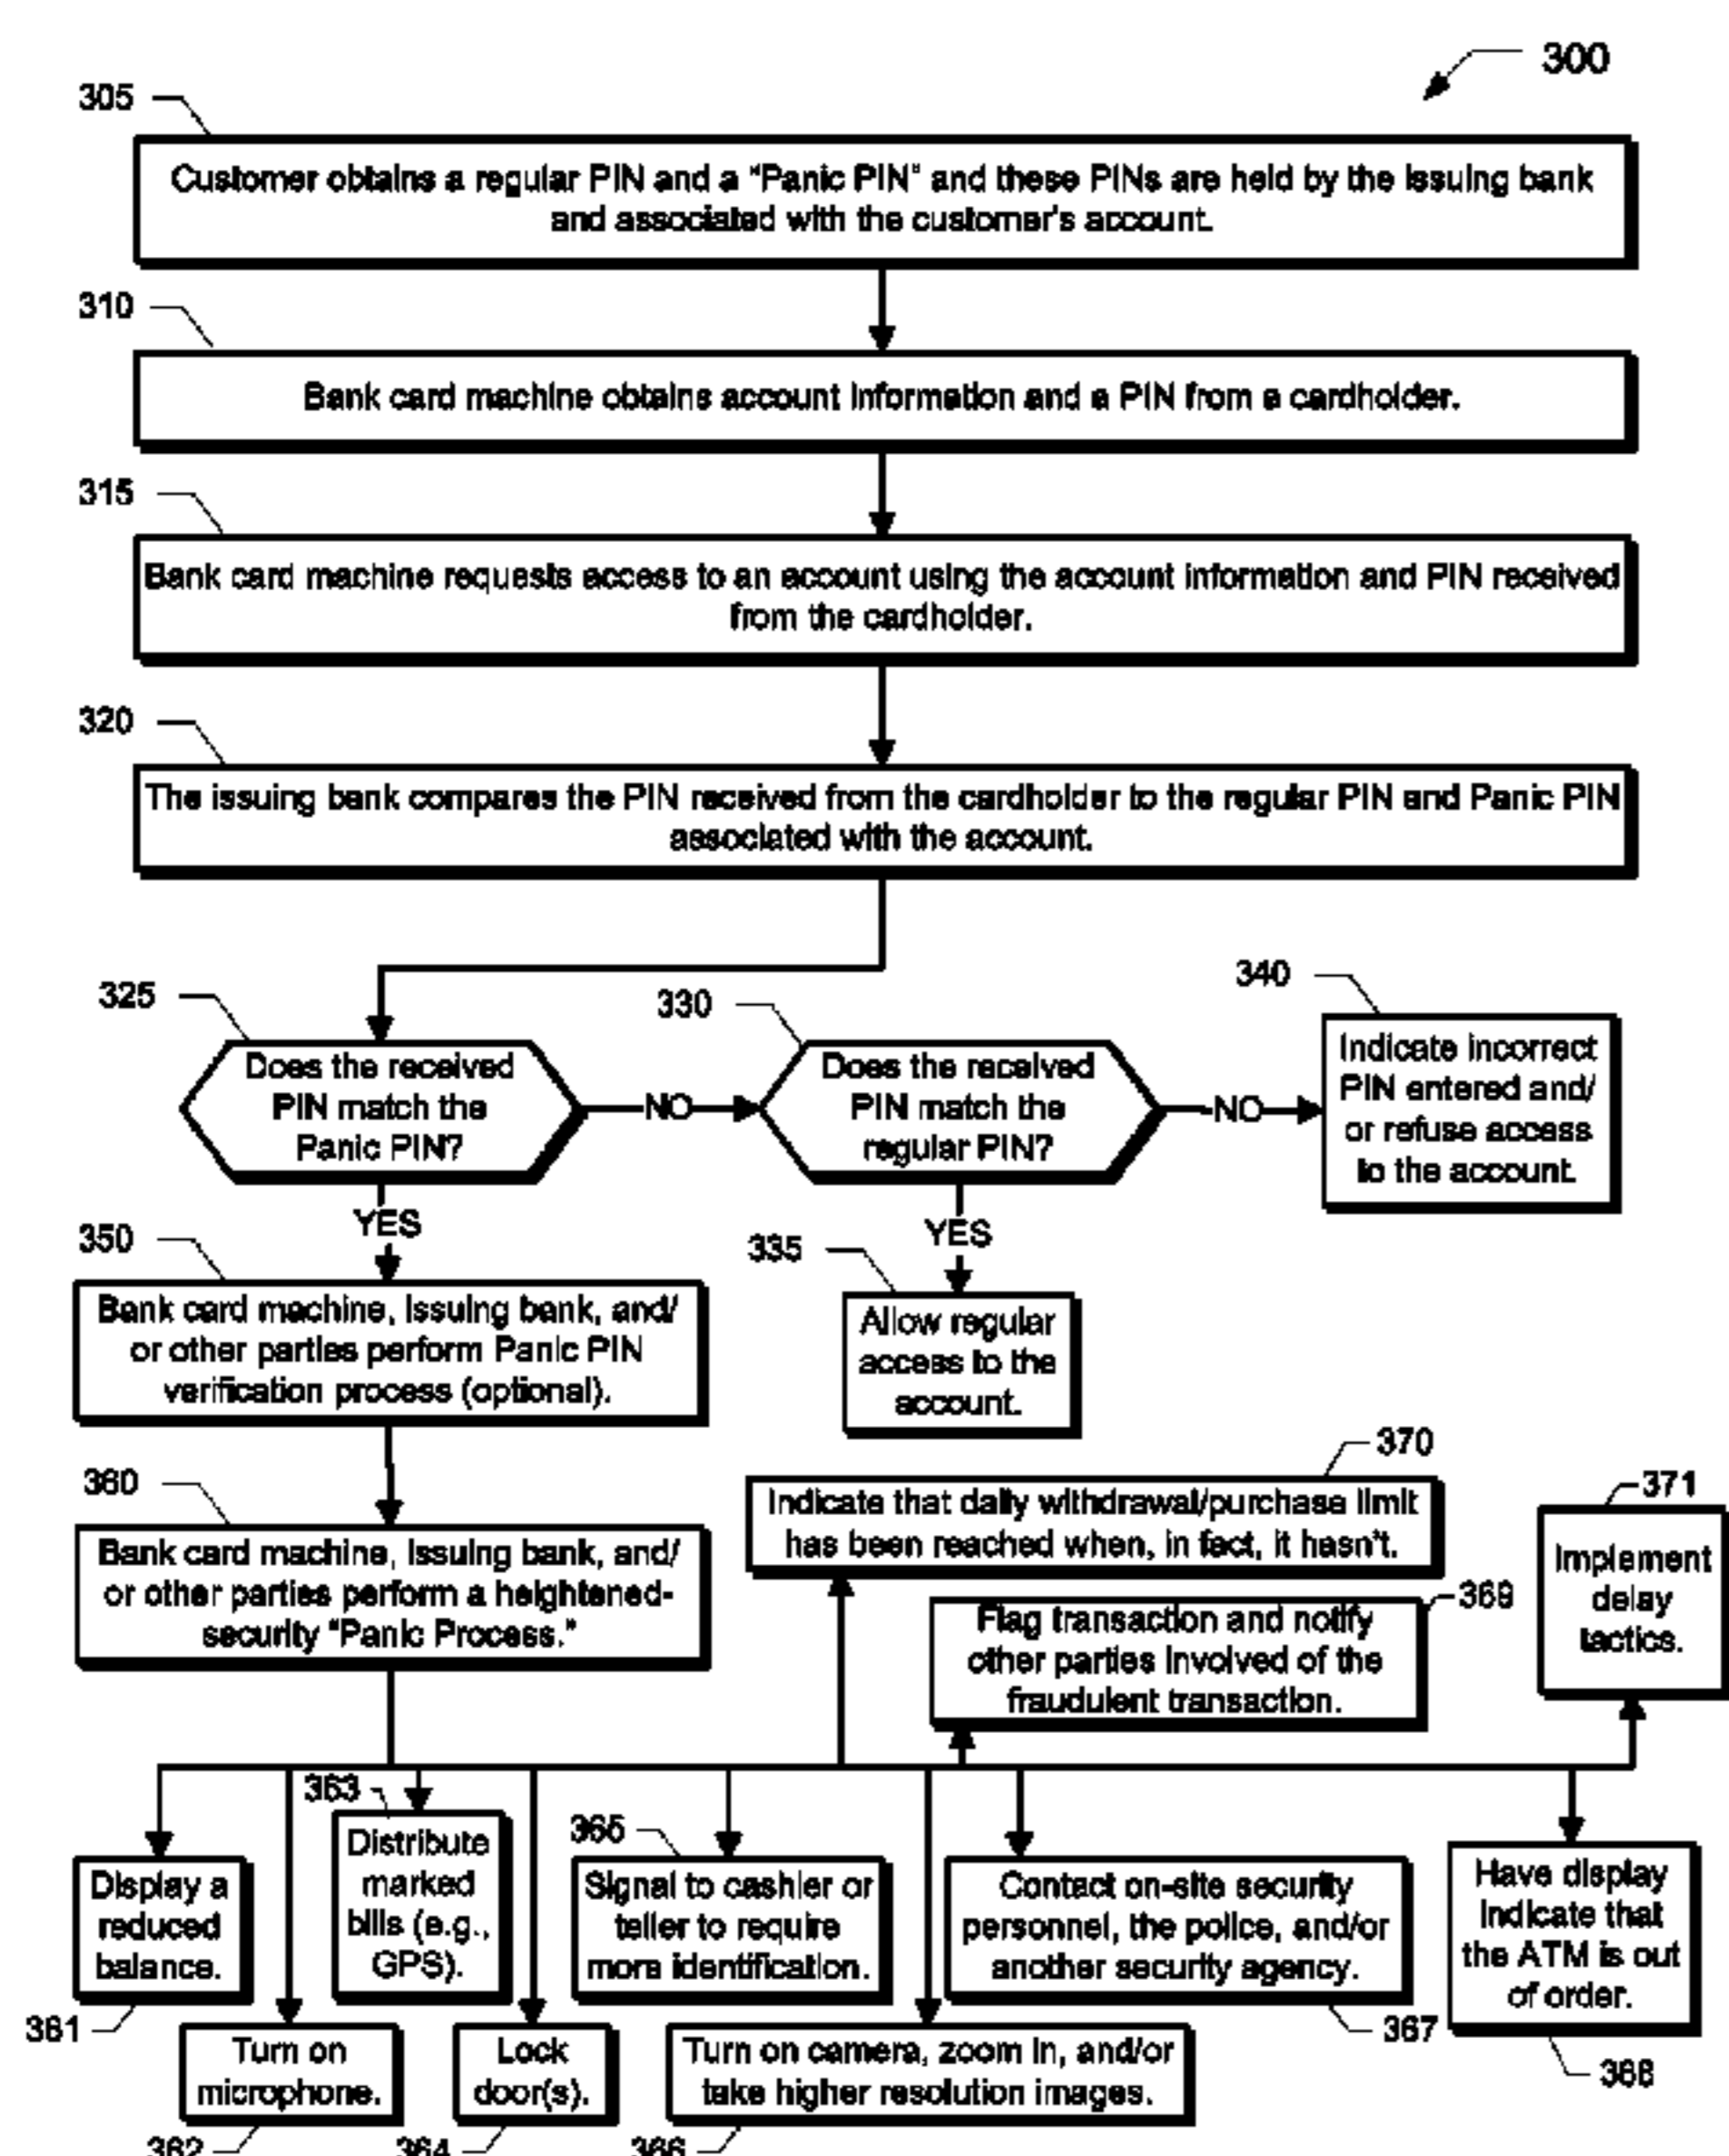 300
305
Customer obtains a regular PIN and a "Panic PIN" and these PINs are held by the issuing bank
and associated with the customer's account.
310
Bank card machine obtains account information and a PIN from a cardholder.
315
Bank card machine requests access to an account using the account information and PIN received
from the cardholder.
320
The issuing bank compares the PIN received from the cardholder to the regular PIN and Panic PIN
associated with the account.
325
Does the received
PIN match the
Panic PIN?
NO
330
Does the received
PIN match the
regular PIN?
NO
340
Indicate incorrect
PIN entered and/
or refuse access
to the account.
YES
YES
350
Bank card machine, issuing bank, and/
or other parties perform Panic PIN
verification process (optional).
335
Allow regular
access to the
account.
360
Bank card machine, issuing bank, and/
or other parties perform a heightened-
security "Panic Process."
370
Indicate that daily withdrawal/purchase limit
has been reached when, in fact, it hasn't.
371
Implement
delay
tactics.
369
Flag transaction and notify
other parties involved of the
fraudulent transaction.
363
Distribute
marked
bills (e.g.,
GPS).
365
Signal to cashier or
teller to require
more identification.
Display a
reduced
balance.
361
Contact on-site security
personnel, the police, and/or
another security agency.
367
Have display
indicate that
the ATM is out
of order.
368
Turn on
microphone.
362
Lock
door(s).
364
Turn on camera, zoom in, and/or
take higher resolution images.
366